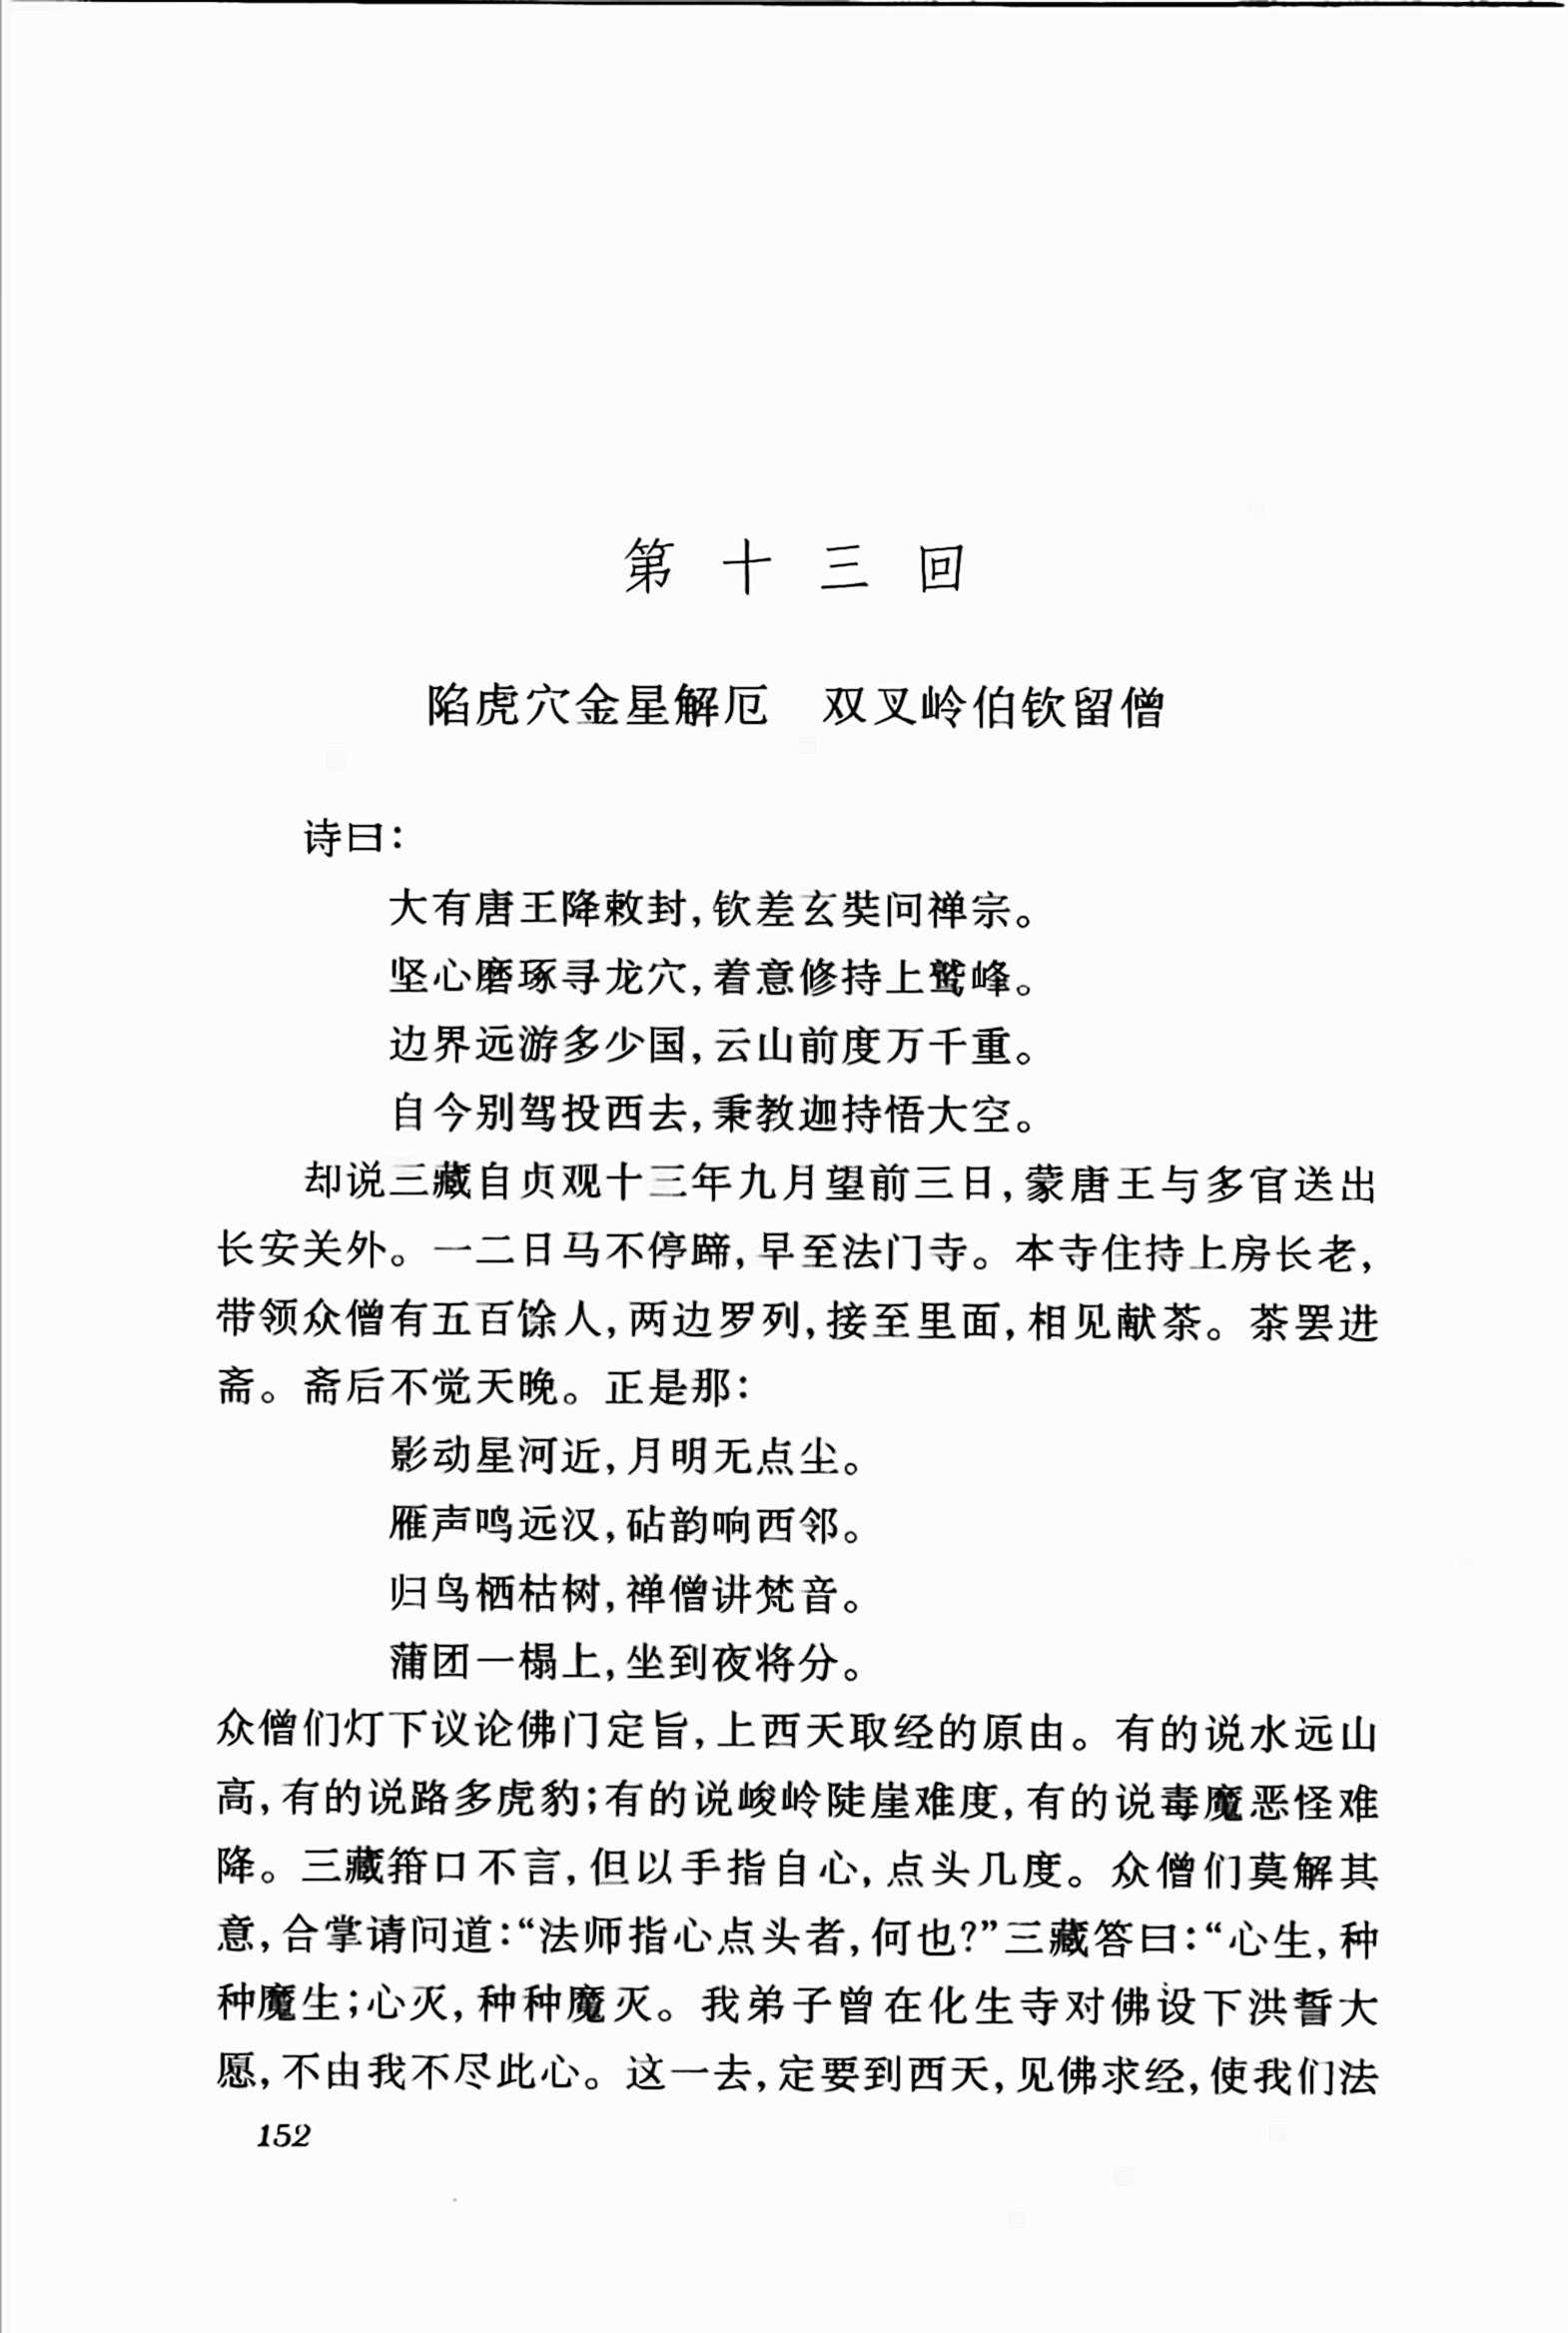 第十三回
陷虎穴金星解厄　双叉岭伯钦留僧
诗曰：
大有唐王降敕封，钦差玄奘问禅宗。
坚心磨琢寻龙穴，着意修持上鹫峰。
边界远游多少国，云山前度万千重。
自今别驾投西去，秉教迦持悟大空。
却说三藏自贞观十三年九月望前三日，蒙唐王与多官送出
长安关外。一二日马不停蹄，早至法门寺。本寺住持上房长老，
带领众僧有五百馀人，两边罗列，接至里面，相见献茶。茶罢进
斋。斋后不觉天晚。正是那：
影动星河近，月明无点尘。
雁声鸣远汉，砧韵响西邻。
归鸟栖枯树，禅僧讲梵音。
蒲团一榻上，坐到夜将分。
众僧们灯下议论佛门定旨，上西天取经的原由。有的说水远山
高，有的说路多虎豹；有的说峻岭陡崖难度，有的说毒魔恶怪难
降。三藏箝口不言，但以手指自心，点头几度。众僧们莫解其
意，合掌请问道：“法师指心点头者，何也？”三藏答曰：“心生，种
种魔生；心灭，种种魔灭。我弟子曾在化生寺对佛设下洪誓大
愿，不由我不尽此心。这一去，定要到西天，见佛求经，使我们法
152